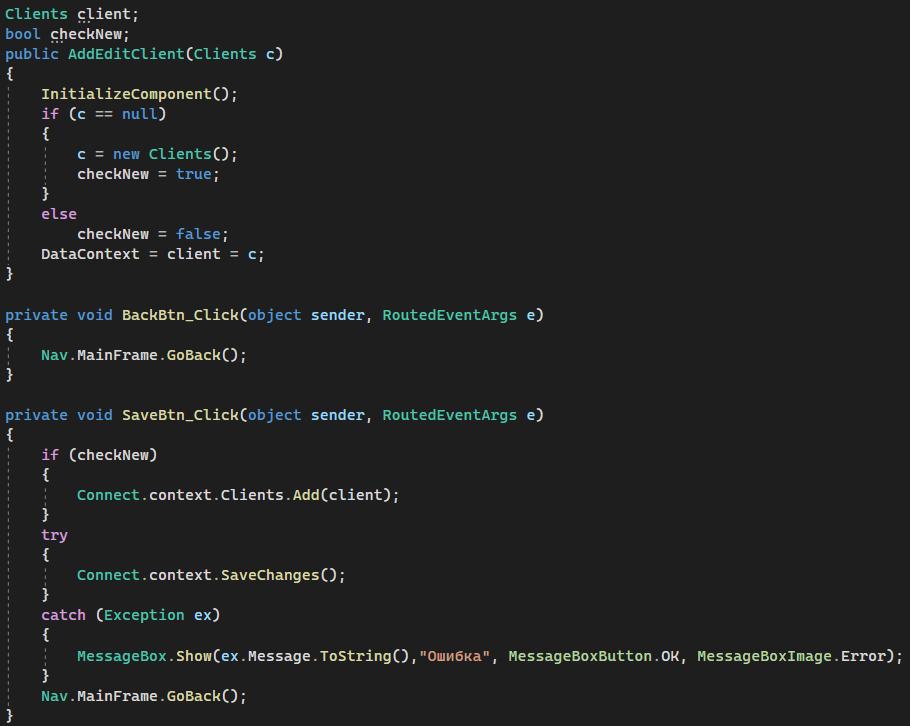 Clients client;
bool checkNew;
public AddEditClient(Clients c)
{
    InitializeComponent();
    if (c == null)
    {
        c = new Clients();
        checkNew = true;
    }
    else
        checkNew = false;
    DataContext = client = c;
}

private void BackBtn_Click(object sender, RoutedEventArgs e)
{
    Nav.MainFrame.GoBack();
}

private void SaveBtn_Click(object sender, RoutedEventArgs e)
{
    if (checkNew)
    {
        Connect.context.Clients.Add(client);
    }
    try
    {
        Connect.context.SaveChanges();
    }
    catch (Exception ex)
    {
        MessageBox.Show(ex.Message.ToString(),"Ошибка", MessageBoxButton.OK, MessageBoxImage.Error);
    }
    Nav.MainFrame.GoBack();
}